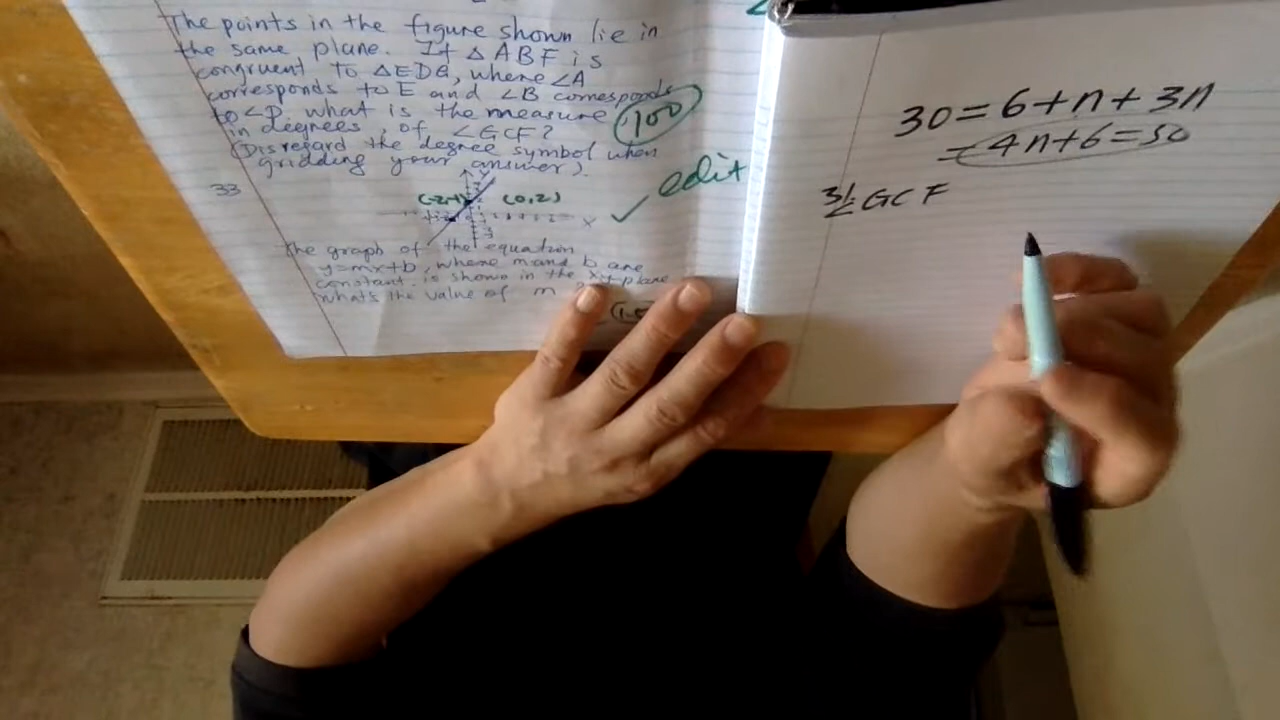 The points in the figure shown lie in
the same plane. If △ABF is
congruent to △EDG, where ∠A
corresponds to E and ∠B corresponds
to ∠D, what is the measure
in degrees, of ∠GCF?
(Disregard the degree symbol when
gridding your answer).
100
edit
33
(0,2)
x
The graph of the equation
y=mx+b, where m and b are
constant. is shown in the xy plane
whats the value of m
30=6+n+3n
=4n+6=30
∠GCF